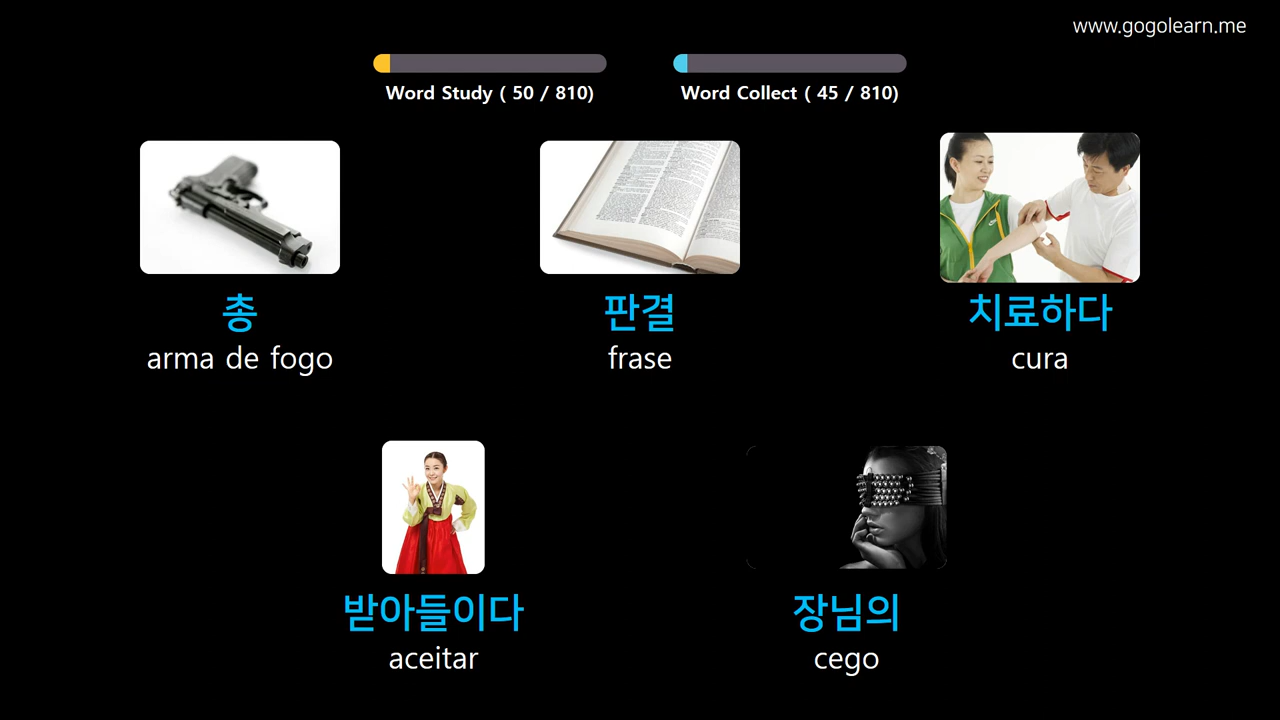 www.gogolearn.me
Word Study ( 50 / 810)
Word Collect ( 45 / 810)
총
arma de fogo
판결
frase
치료하다
cura
받아들이다
aceitar
장님의
cego